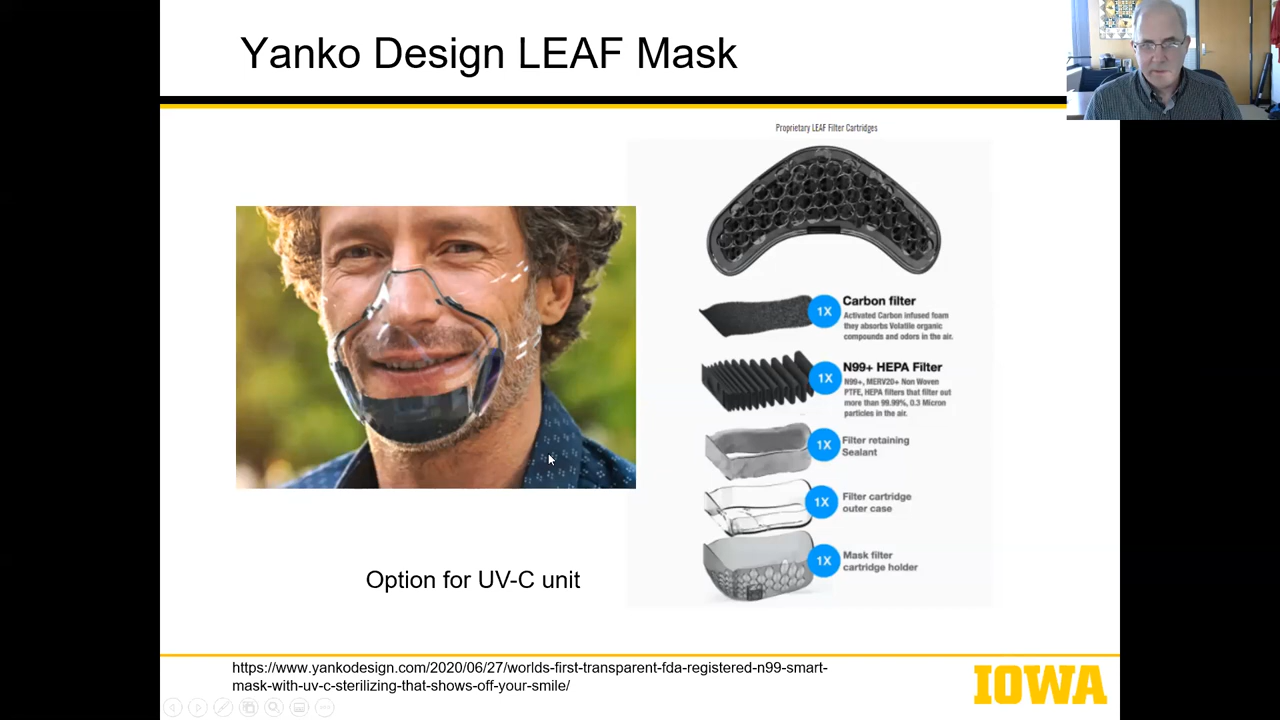 Yanko Design LEAF Mask
Proprietary LEAF Filter Cartridges
1X
Carbon filter
Activated Carbon infused foam
they absorbs Volatile organic
compounds and odors in the air.
1X
N99+ HEPA Filter
N99+, MERV20+ Non Woven
PTFE, HEPA filters that filter out
more than 99.99%, 0.3 Micron
particles in the air.
1X
Filter retaining
Sealant
1X
Filter cartridge
outer case
1X
Mask filter
cartridge holder
Option for UV-C unit
https://www.yankodesign.com/2020/06/27/worlds-first-transparent-fda-registered-n99-smart-
mask-with-uv-c-sterilizing-that-shows-off-your-smile/
IOWA